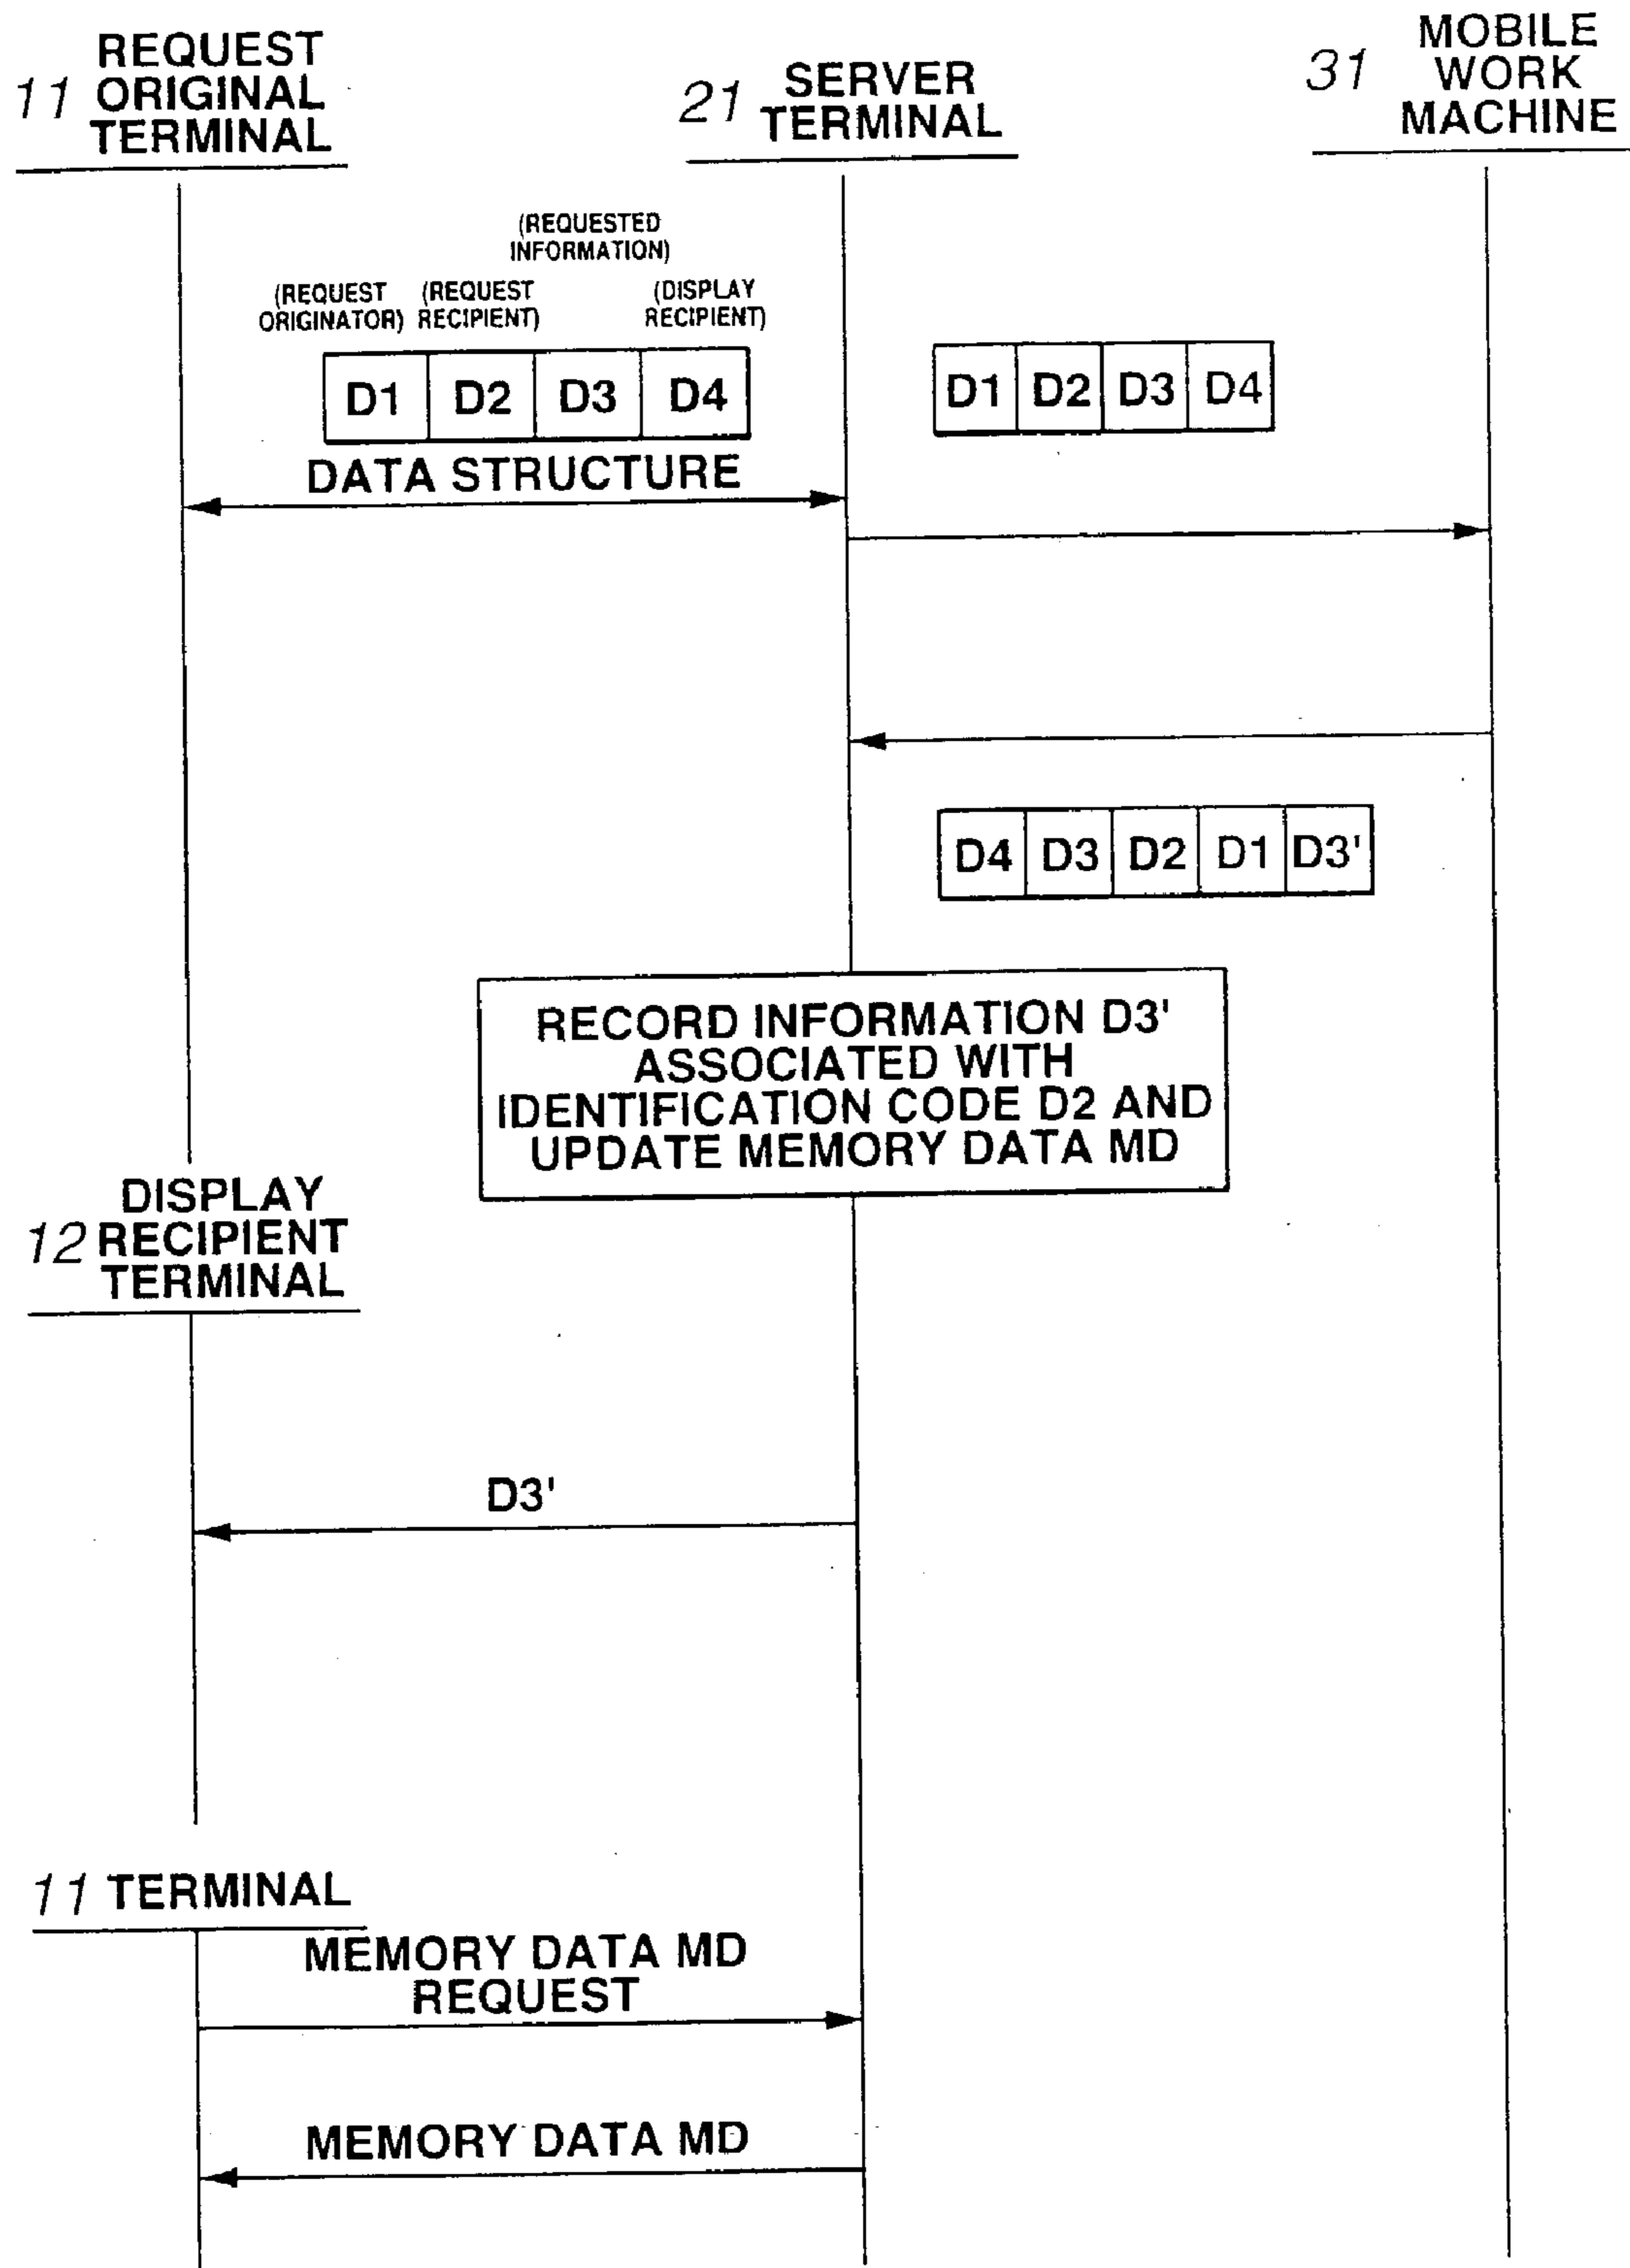 11 REQUEST
ORIGINAL
TERMINAL
21 SERVER
TERMINAL
31 MOBILE
WORK
MACHINE
(REQUEST
ORIGINATOR)
(REQUEST
RECIPIENT)
(REQUESTED
INFORMATION)
(DISPLAY
RECIPIENT)
D1 D2 D3 D4
D1 D2 D3 D4
DATA STRUCTURE
D4 D3 D2 D1 D3'
RECORD INFORMATION D3'
ASSOCIATED WITH
IDENTIFICATION CODE D2 AND
UPDATE MEMORY DATA MD
12 DISPLAY
RECIPIENT
TERMINAL
D3'
11 TERMINAL
MEMORY DATA MD
REQUEST
MEMORY DATA MD